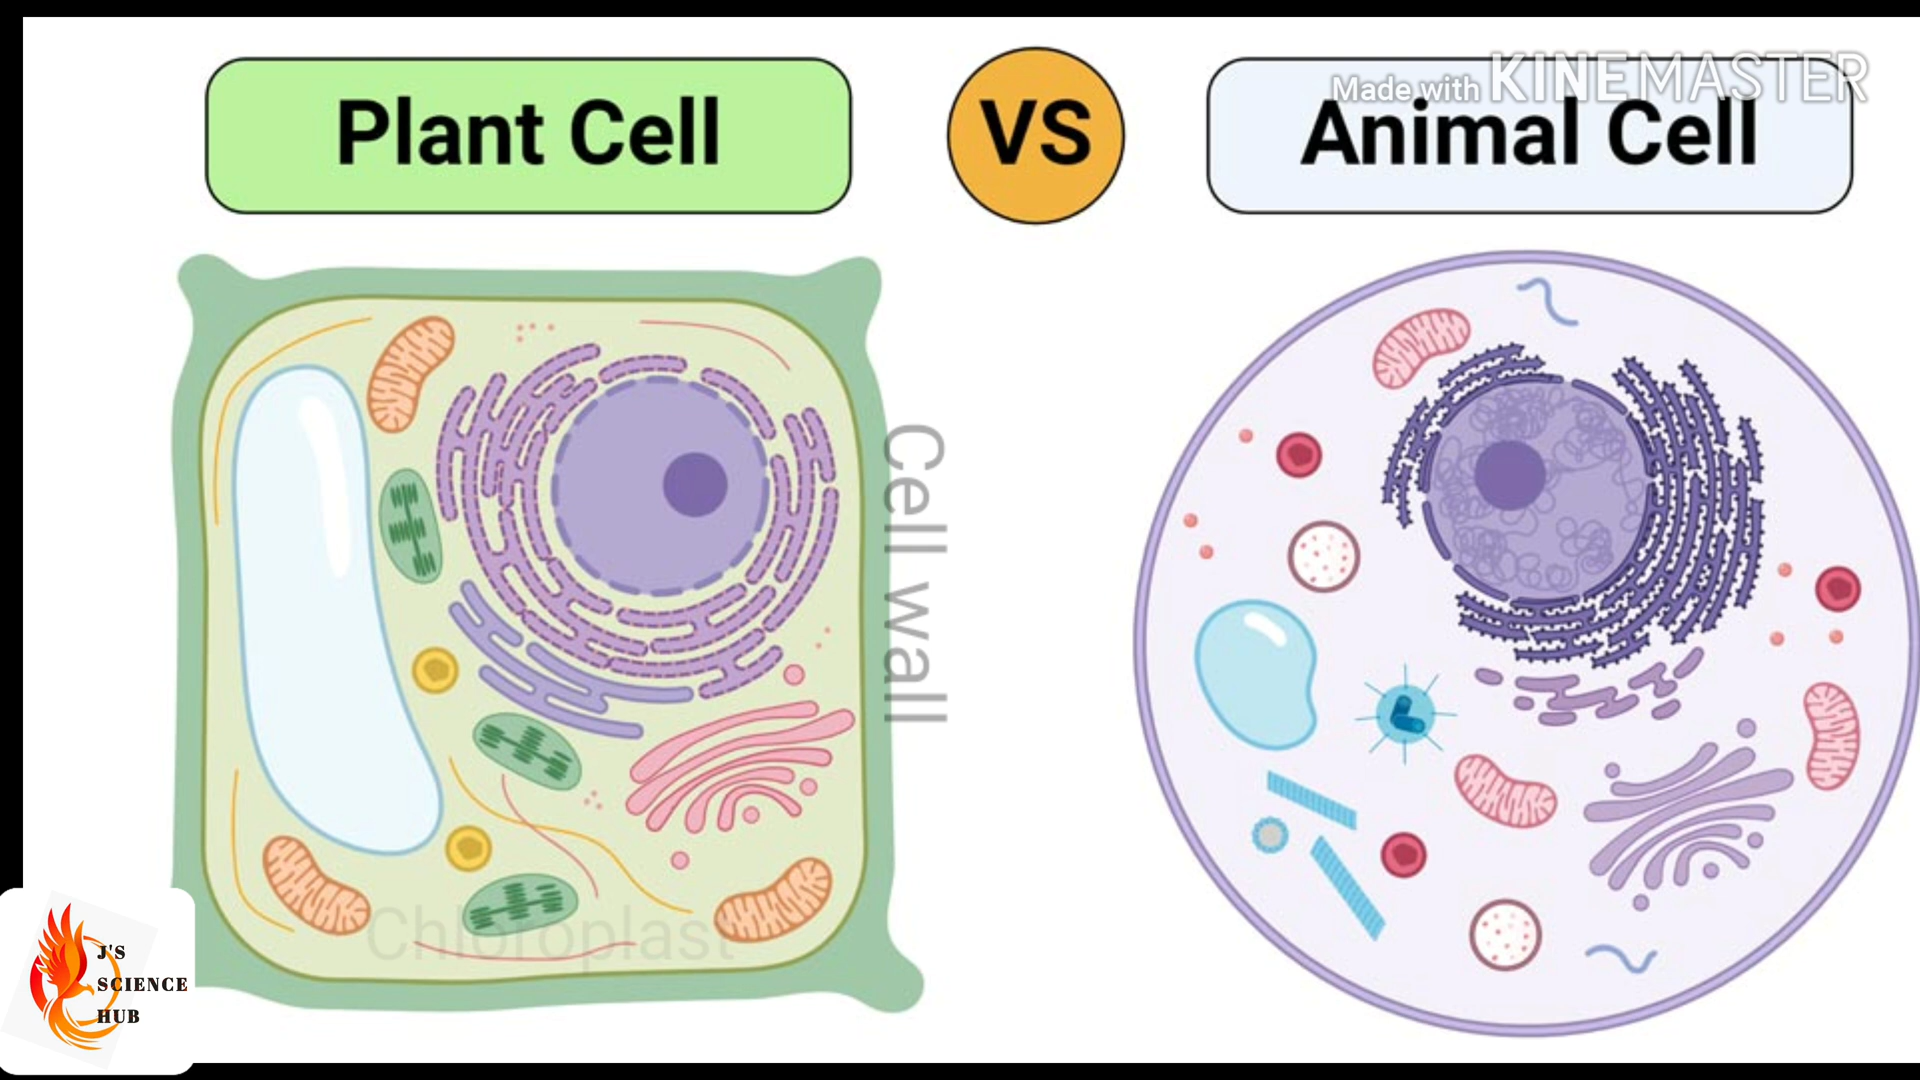 Plant Cell
VS
Animal Cell
Made with KINEMASTER
Cell wall
Chloroplast
J'S
SCIENCE
HUB